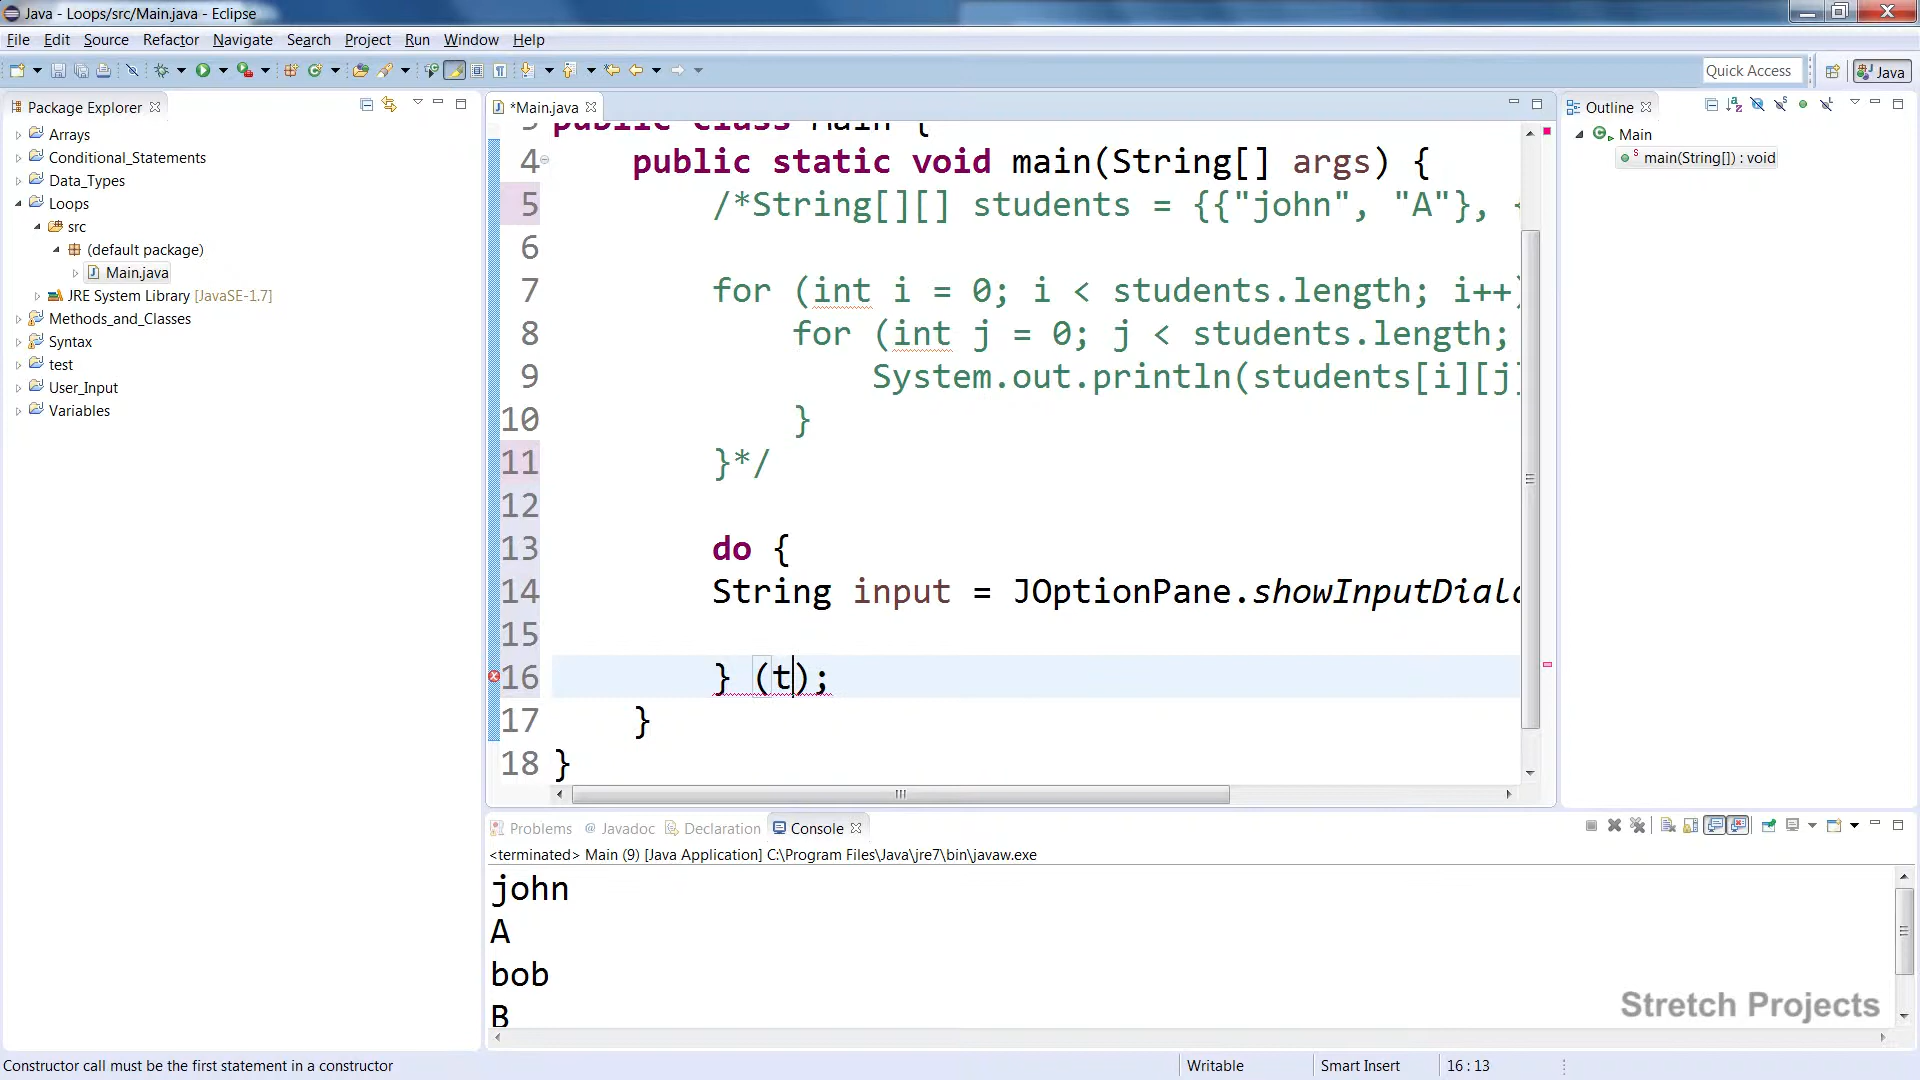 Java - Loops/src/Main.java - Eclipse
File Edit Source Refactor Navigate Search Project Run Window Help
Quick Access
Java
Package Explorer
*Main.java
Outline
Arrays
Conditional_Statements
Data_Types
Loops
src
(default package)
Main.java
JRE System Library [JavaSE-1.7]
Methods_and_Classes
Syntax
test
User_Input
Variables
public class Main {
4 public static void main(String[] args) {
5 /*String[][] students = {{"john", "A"}, {
6
7 for (int i = 0; i < students.length; i++)
8 for (int j = 0; j < students.length;
9 System.out.println(students[i][j]
10 }
11 }*/
12
13 do {
14 String input = JOptionPane.showInputDialo
15
16 } (t);
17 }
18 }
Main
main(String[]) : void
Problems @ Javadoc Declaration Console
<terminated> Main (9) [Java Application] C:\Program Files\Java\jre7\bin\javaw.exe
john
A
bob
B
Stretch Projects
Constructor call must be the first statement in a constructor
Writable
Smart Insert
16 : 13